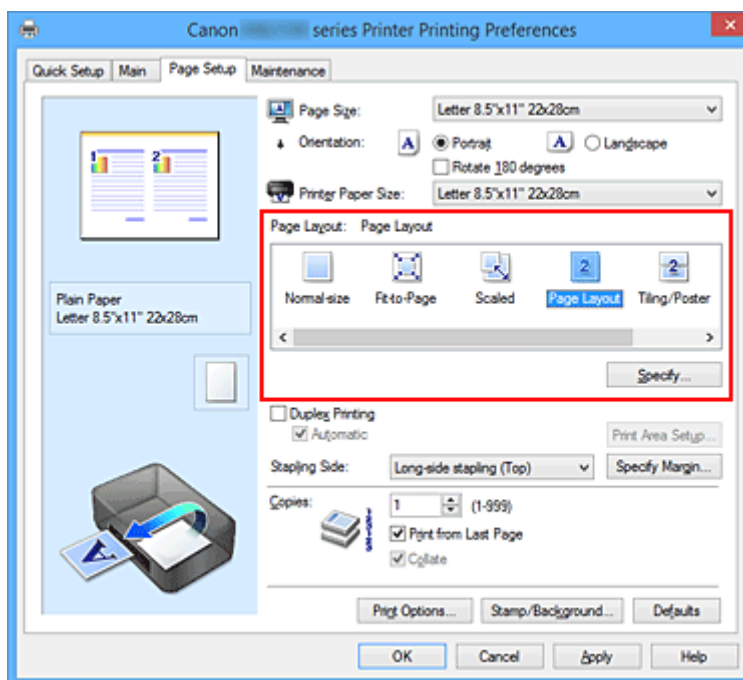 Canon series Printer Printing Preferences
Quick Setup Main Page Setup Maintenance
Page Size: Letter 8.5"x11" 22x28cm
Orientation: A Portrait A Landscape
Rotate 180 degrees
Printer Paper Size: Letter 8.5"x11" 22x28cm
Page Layout: Page Layout
1 2
2 2
Normal-size Fit-to-Page Scaled Page Layout Tiling/Poster
Plain Paper
Letter 8.5"x11" 22x28cm
Specify...
Duplex Printing
Automatic Print Area Setup...
Stapling Side: Long-side stapling (Top) Specify Margin...
Copies: 1 (1-999)
Print from Last Page
Collate
A
Print Options... Stamp/Background... Defaults
OK Cancel Apply Help